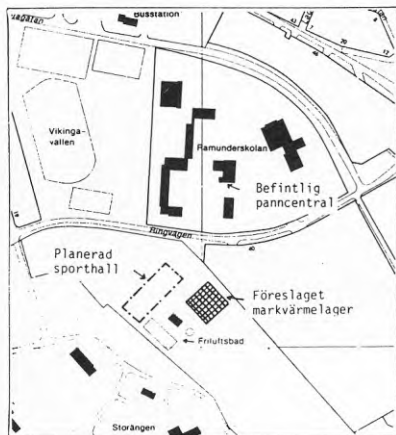 Busstation
Vikinga-
vallen
Ramunderskolan
Befintlig
panncentral
Ringvägen
Planerad
sporthall
Föreslaget
markvärmelager
Friluftsbad
Storängen